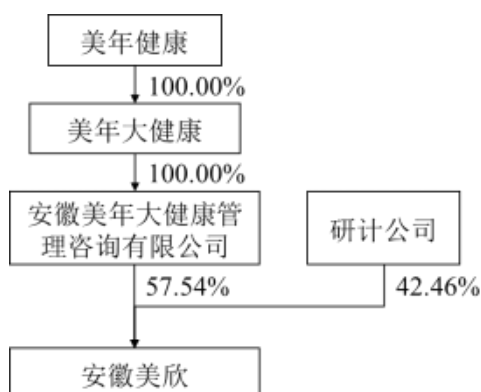 美年健康
100.00%
美年大健康
100.00%
安徽美年大健康管
理咨询有限公司
研计公司
57.54%
42.46%
安徽美欣